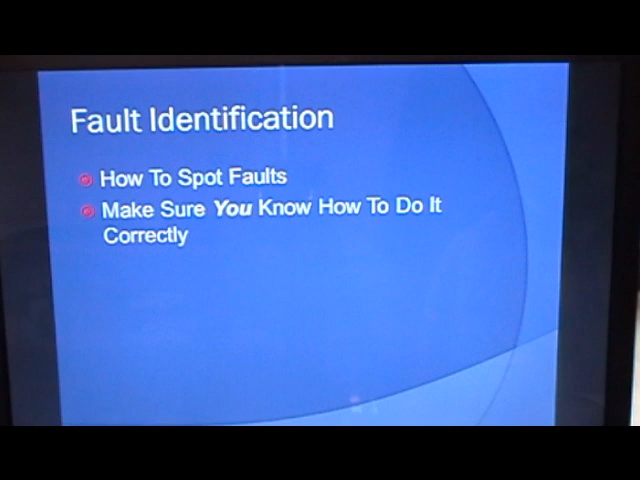 Fault Identification
How To Spot Faults
Make Sure You Know How To Do It
Correctly